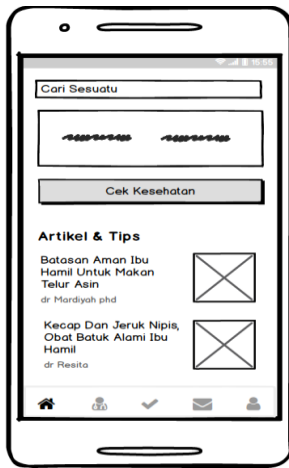 15.55
Cari Sesuatu
Cek Kesehatan
Artikel & Tips
Batasan Aman Ibu
Hamil Untuk Makan
Telur Asin
dr Mardiyah phd
Kecap Dan Jeruk Nipis,
Obat Batuk Alami Ibu
Hamil
dr Resita